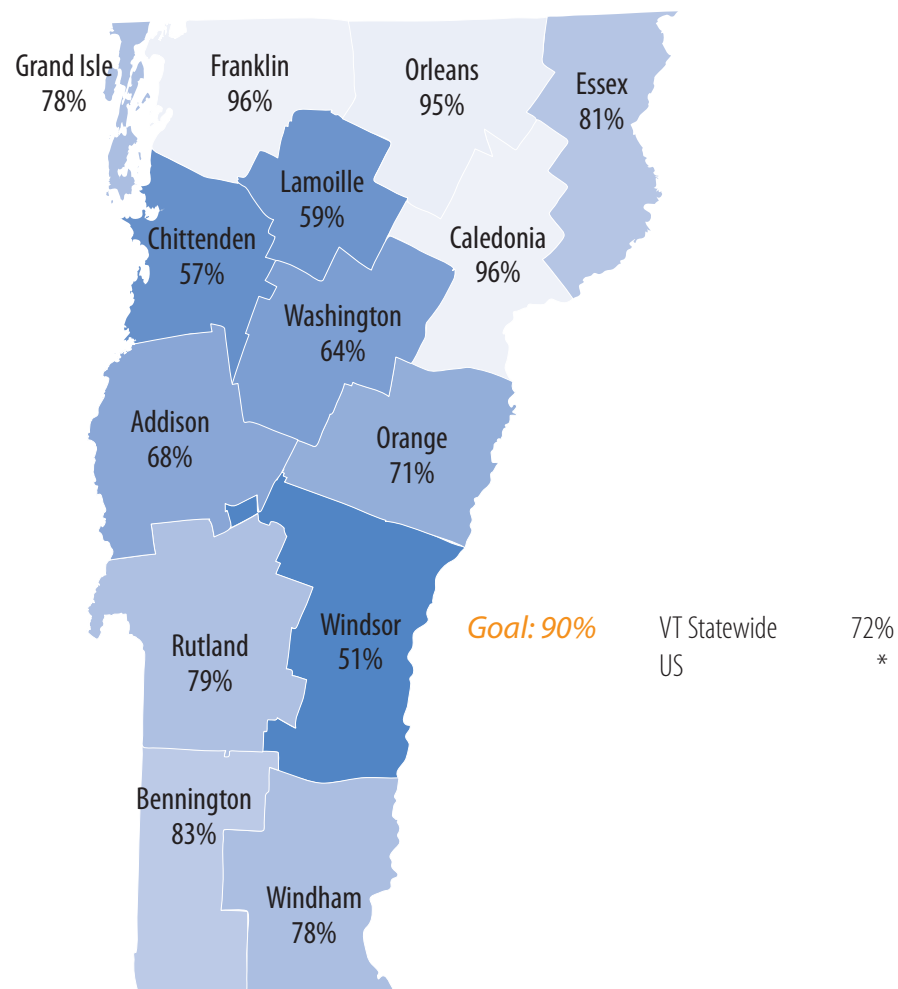 Grand Isle
78%
Franklin
96%
Orleans
95%
Essex
81%
Lamoille
59%
Chittenden
57%
Caledonia
96%
Washington
64%
Addison
68%
Orange
71%
Rutland
79%
Windsor
51%
Goal: 90%
VT Statewide 72%
US *
Bennington
83%
Windham
78%